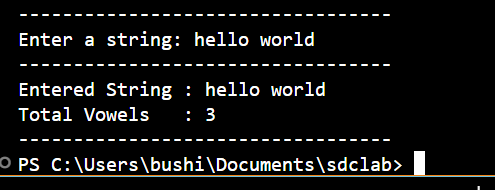 ----------------------------------
Enter a string: hello world
----------------------------------
Entered String : hello world
Total Vowels   : 3
----------------------------------
PS C:\Users\bushi\Documents\sdclab>